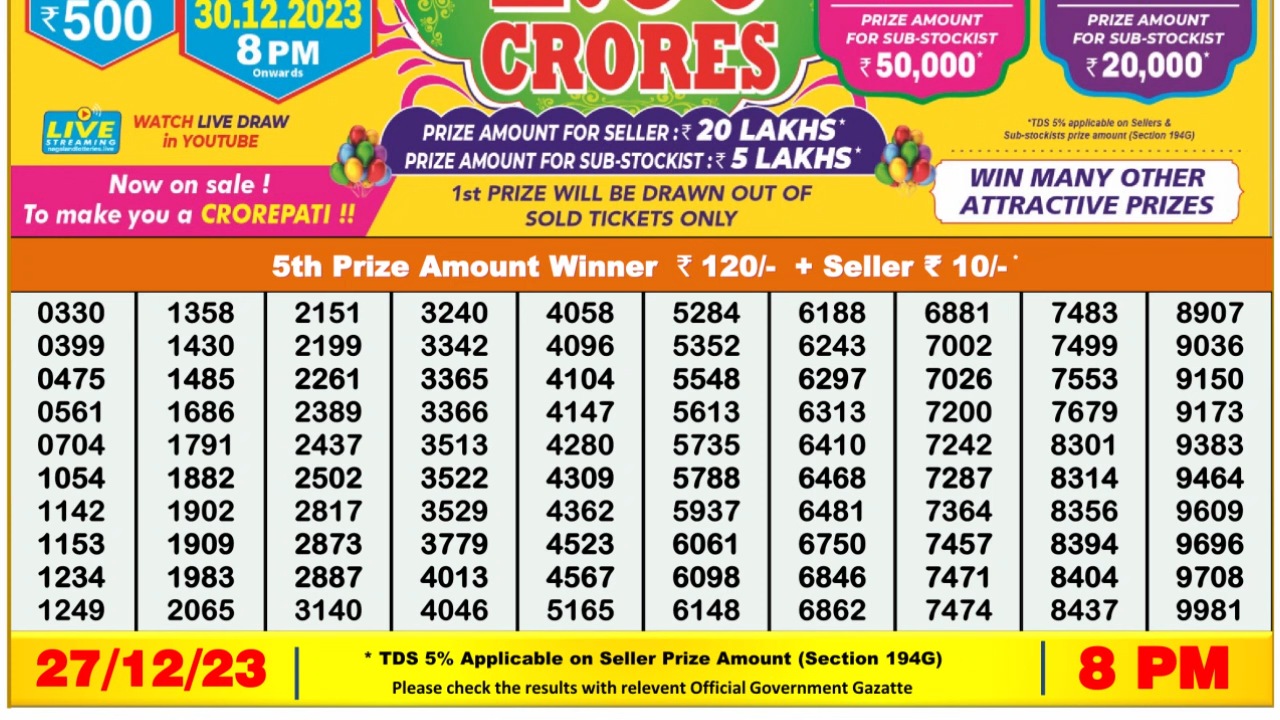 ₹500
30.12.2023
8 PM
Onwards
CRORES
PRIZE AMOUNT
FOR SUB-STOCKIST
₹ 50,000*
PRIZE AMOUNT
FOR SUB-STOCKIST
₹ 20,000*
LIVE
STREAMING
nagalandlotteries.live
WATCH LIVE DRAW
in YOUTUBE
PRIZE AMOUNT FOR SELLER : ₹ 20 LAKHS*
PRIZE AMOUNT FOR SUB-STOCKIST : ₹ 5 LAKHS*
*TDS 5% applicable on Sellers &
Sub-stockists prize amount (Section 194G)
Now on sale !
To make you a CROREPATI !!
1st PRIZE WILL BE DRAWN OUT OF
SOLD TICKETS ONLY
WIN MANY OTHER
ATTRACTIVE PRIZES
5th Prize Amount Winner ₹ 120/- + Seller ₹ 10/-*
0330 1358 2151 3240 4058 5284 6188 6881 7483 8907
0399 1430 2199 3342 4096 5352 6243 7002 7499 9036
0475 1485 2261 3365 4104 5548 6297 7026 7553 9150
0561 1686 2389 3366 4147 5613 6313 7200 7679 9173
0704 1791 2437 3513 4280 5735 6410 7242 8301 9383
1054 1882 2502 3522 4309 5788 6468 7287 8314 9464
1142 1902 2817 3529 4362 5937 6481 7364 8356 9609
1153 1909 2873 3779 4523 6061 6750 7457 8394 9696
1234 1983 2887 4013 4567 6098 6846 7471 8404 9708
1249 2065 3140 4046 5165 6148 6862 7474 8437 9981
27/12/23
* TDS 5% Applicable on Seller Prize Amount (Section 194G)
Please check the results with relevent Official Government Gazatte
8 PM